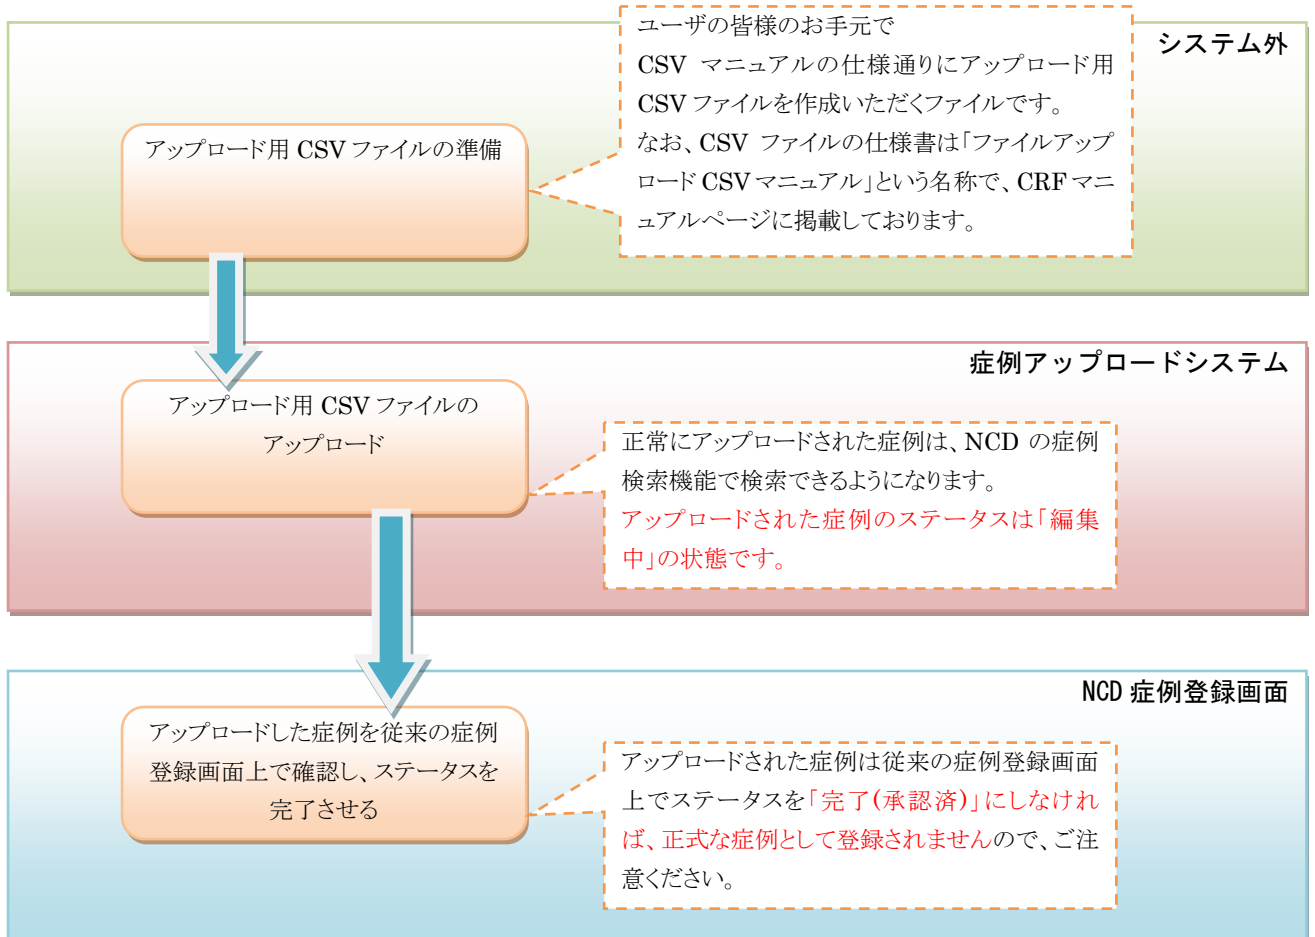 システム外
アップロード用 CSV ファイルの準備
ユーザの皆様のお手元で
CSV マニュアルの仕様通りにアップロード用
CSV ファイルを作成いただくファイルです。
なお、CSV ファイルの仕様書は「ファイルアップ
ロード CSV マニュアル」という名称で、CRF マニ
ュアルページに掲載しております。
症例アップロードシステム
アップロード用 CSV ファイルの
アップロード
正常にアップロードされた症例は、NCD の症例
検索機能で検索できるようになります。
アップロードされた症例のステータスは「編集
中」の状態です。
NCD 症例登録画面
アップロードした症例を従来の症例
登録画面上で確認し、ステータスを
完了させる
アップロードされた症例は従来の症例登録画面
上でステータスを「完了(承認済)」にしなけれ
ば、正式な症例として登録されませんので、ご注
意ください。